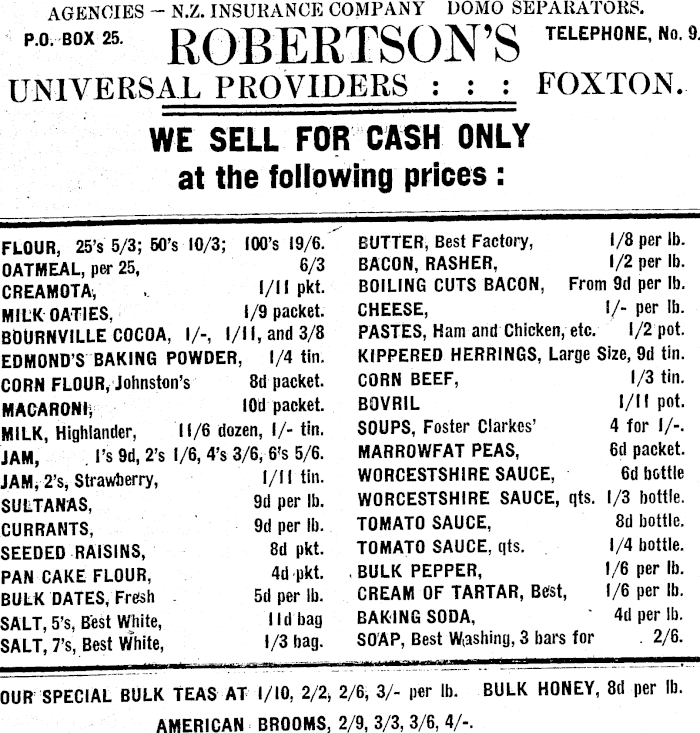 AGENCIES — N.Z. INSURANCE COMPANY DOMO SEPARATORS.
P.O. BOX 25.
ROBERTSON'S
TELEPHONE, No. 9.
UNIVERSAL PROVIDERS : : : FOXTON.
WE SELL FOR CASH ONLY
at the following prices :
FLOUR, 25's 5/3; 50's 10/3; 100's 19/6.
OATMEAL, per 25, 6/3
CREAMOTA, 1/11 pkt.
MILK OATIES, 1/9 packet.
BOURNVILLE COCOA, 1/-, 1/11, and 3/8
EDMOND'S BAKING POWDER, 1/4 tin.
CORN FLOUR, Johnston's 8d packet.
MACARONI, 10d packet.
MILK, Highlander, 11/6 dozen, 1/- tin.
JAM, 1's 9d, 2's 1/6, 4's 3/6, 6's 5/6.
JAM, 2's, Strawberry, 1/11 tin.
SULTANAS, 9d per lb.
CURRANTS, 9d per lb.
SEEDED RAISINS, 8d pkt.
PAN CAKE FLOUR, 4d pkt.
BULK DATES, Fresh 5d per lb.
SALT, 5's, Best White, 11d bag
SALT, 7's, Best White, 1/3 bag.
BUTTER, Best Factory, 1/8 per lb.
BACON, RASHER, 1/2 per lb.
BOILING CUTS BACON, From 9d per lb.
CHEESE, 1/- per lb.
PASTES, Ham and Chicken, etc. 1/2 pot.
KIPPERED HERRINGS, Large Size, 9d tin.
CORN BEEF, 1/3 tin.
BOVRIL 1/11 pot.
SOUPS, Foster Clarkes' 4 for 1/-.
MARROWFAT PEAS, 6d packet.
WORCESTSHIRE SAUCE, 6d bottle
WORCESTSHIRE SAUCE, qts. 1/3 bottle.
TOMATO SAUCE, 8d bottle.
TOMATO SAUCE, qts. 1/4 bottle.
BULK PEPPER, 1/6 per lb.
CREAM OF TARTAR, Best, 1/6 per lb.
BAKING SODA, 4d per lb.
SOAP, Best Washing, 3 bars for 2/6.
OUR SPECIAL BULK TEAS AT 1/10, 2/2, 2/6, 3/- per lb. BULK HONEY, 8d per lb.
AMERICAN BROOMS, 2/9, 3/3, 3/6, 4/-.